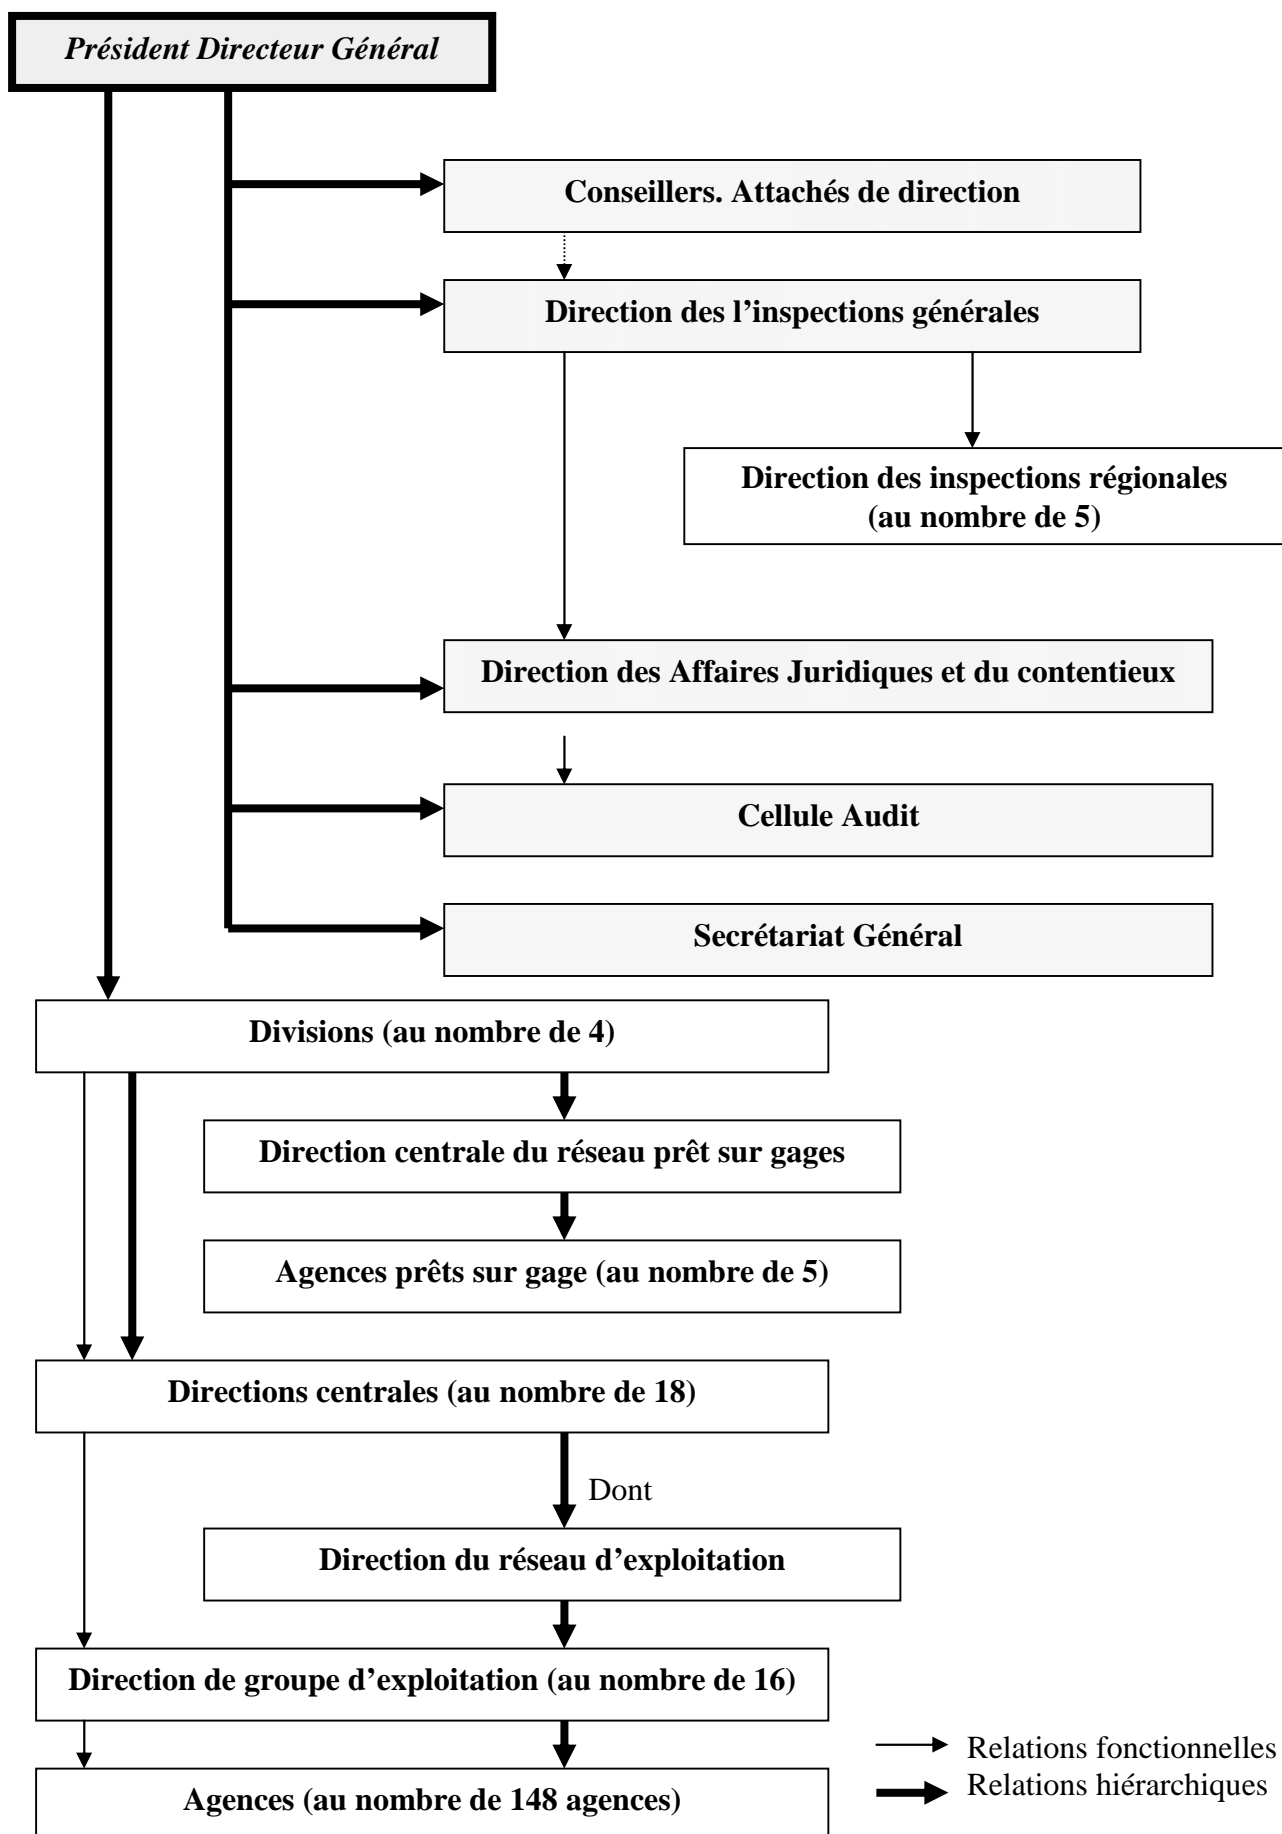 Président Directeur Général
Conseillers. Attachés de direction
Direction des l’inspections générales
Direction des inspections régionales
(au nombre de 5)
Direction des Affaires Juridiques et du contentieux
Cellule Audit
Secrétariat Général
Divisions (au nombre de 4)
Direction centrale du réseau prêt sur gages
Agences prêts sur gage (au nombre de 5)
Directions centrales (au nombre de 18)
Dont
Direction du réseau d’exploitation
Direction de groupe d’exploitation (au nombre de 16)
Agences (au nombre de 148 agences)
Relations fonctionnelles
Relations hiérarchiques